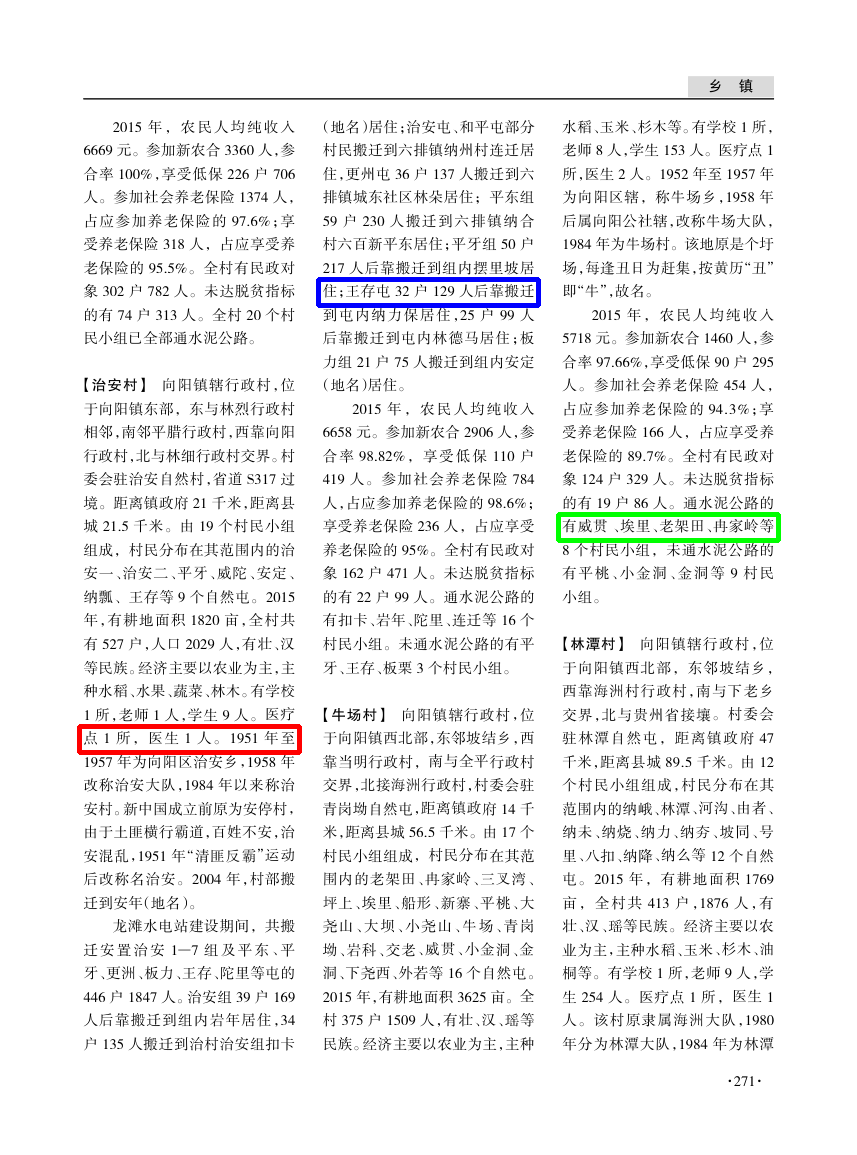 乡 镇
2015 年，农民人均纯收入
6669 元。参加新农合 3360 人,参
合率 100%,享受低保 226 户 706
人。参加社会养老保险 1374 人，
占应参加养老保险的 97.6%;享
受养老保险 318 人，占应享受养
老保险的 95.5%。全村有民政对
象 302 户 782 人。未达脱贫指标
的有 74 户 313 人。全村 20 个村
民小组已全部通水泥公路。
【治安村】 向阳镇辖行政村,位
于向阳镇东部，东与林烈行政村
相邻,南邻平腊行政村,西靠向阳
行政村,北与林细行政村交界。村
委会驻治安自然村,省道 S317 过
境。距离镇政府 21 千米,距离县
城 21.5 千米。由 19 个村民小组
组成，村民分布在其范围内的治
安一、治安二、平牙、威陀、安定、
纳瓢、王存等 9 个自然屯。2015
年,有耕地面积 1820 亩,全村共
有 527 户,人口 2029 人,有壮、汉
等民族。经济主要以农业为主,主
种水稻、水果、蔬菜、林木。有学校
1 所,老师 1 人,学生 9 人。医疗
点 1 所，医生 1 人。1951 年至
1957 年为向阳区治安乡,1958 年
改称治安大队,1984 年以来称治
安村。新中国成立前原为安停村，
由于土匪横行霸道,百姓不安,治
安混乱,1951 年“清匪反霸”运动
后改称名治安。2004 年,村部搬
迁到安年(地名)。
龙滩水电站建设期间，共搬
迁安置治安 1—7 组及平东、平
牙、更洲、板力、王存、陀里等屯的
446 户 1847 人。治安组 39 户 169
人后靠搬迁到组内岩年居住,34
户 135 人搬迁到治村治安组扣卡
(地名)居住;治安屯、和平屯部分
村民搬迁到六排镇纳州村连迁居
住,更州屯 36 户 137 人搬迁到六
排镇城东社区林朵居住；平东组
59 户 230 人搬迁到六排镇纳合
村六百新平东居住;平牙组 50 户
217 人后靠搬迁到组内摆里坡居
住;王存屯 32 户 129 人后靠搬迁
到屯内纳力保居住,25 户 99 人
后靠搬迁到屯内林德马居住;板
力组 21 户 75 人搬迁到组内安定
(地名)居住。
2015 年，农民人均纯收入
6658 元。参加新农合 2906 人,参
合率 98.82%，享受低保 110 户
419 人。参加社会养老保险 784
人,占应参加养老保险的 98.6%;
享受养老保险 236 人，占应享受
养老保险的 95%。全村有民政对
象 162 户 471 人。未达脱贫指标
的有 22 户 99 人。通水泥公路的
有扣卡、岩年、陀里、连迁等 16 个
村民小组。未通水泥公路的有平
牙、王存、板栗 3 个村民小组。
【牛场村】 向阳镇辖行政村,位
于向阳镇西北部,东邻坡结乡,西
靠当明行政村，南与全平行政村
交界,北接海洲行政村,村委会驻
青岗坳自然屯,距离镇政府 14 千
米,距离县城 56.5 千米。由 17 个
村民小组组成，村民分布在其范
围内的老架田、冉家岭、三叉湾、
坪上、埃里、船形、新寨、平桃、大
尧山、大坝、小尧山、牛场、青岗
坳、岩科、交老、威贯、小金洞、金
洞、下尧西、外若等 16 个自然屯。
2015 年,有耕地面积 3625 亩。全
村 375 户 1509 人,有壮、汉、瑶等
民族。经济主要以农业为主,主种
水稻、玉米、杉木等。有学校 1 所，
老师 8 人,学生 153 人。医疗点 1
所,医生 2 人。1952 年至 1957 年
为向阳区辖，称牛场乡,1958 年
后属向阳公社辖,改称牛场大队，
1984 年为牛场村。该地原是个圩
场,每逢丑日为赶集,按黄历“丑”
即“牛”,故名。
2015 年，农民人均纯收入
5718 元。参加新农合 1460 人,参
合率 97.66%,享受低保 90 户 295
人。参加社会养老保险 454 人，
占应参加养老保险的 94.3%;享
受养老保险 166 人，占应享受养
老保险的 89.7%。全村有民政对
象 124 户 329 人。未达脱贫指标
的有 19 户 86 人。通水泥公路的
有威贯、埃里、老架田、冉家岭等
8 个村民小组，未通水泥公路的
有平桃、小金洞、金洞等 9 村民
小组。
【林潭村】 向阳镇辖行政村,位
于向阳镇西北部，东邻坡结乡，
西靠海洲村行政村,南与下老乡
交界,北与贵州省接壤。村委会
驻林潭自然屯，距离镇政府 47
千米,距离县城 89.5 千米。由 12
个村民小组组成,村民分布在其
范围内的纳峨、林潭、河沟、由者、
纳未、纳烧、纳力、纳夯、坡同、号
里、八扣、纳降、纳么等 12 个自然
屯。2015 年，有耕地面积 1769
亩，全村共 413 户,1876 人,有
壮、汉、瑶等民族。经济主要以农
业为主,主种水稻、玉米、杉木、油
桐等。有学校 1 所,老师 9 人,学
生 254 人。医疗点 1 所，医生 1
人。该村原隶属海洲大队,1980
年分为林潭大队,1984 年为林潭
·271·